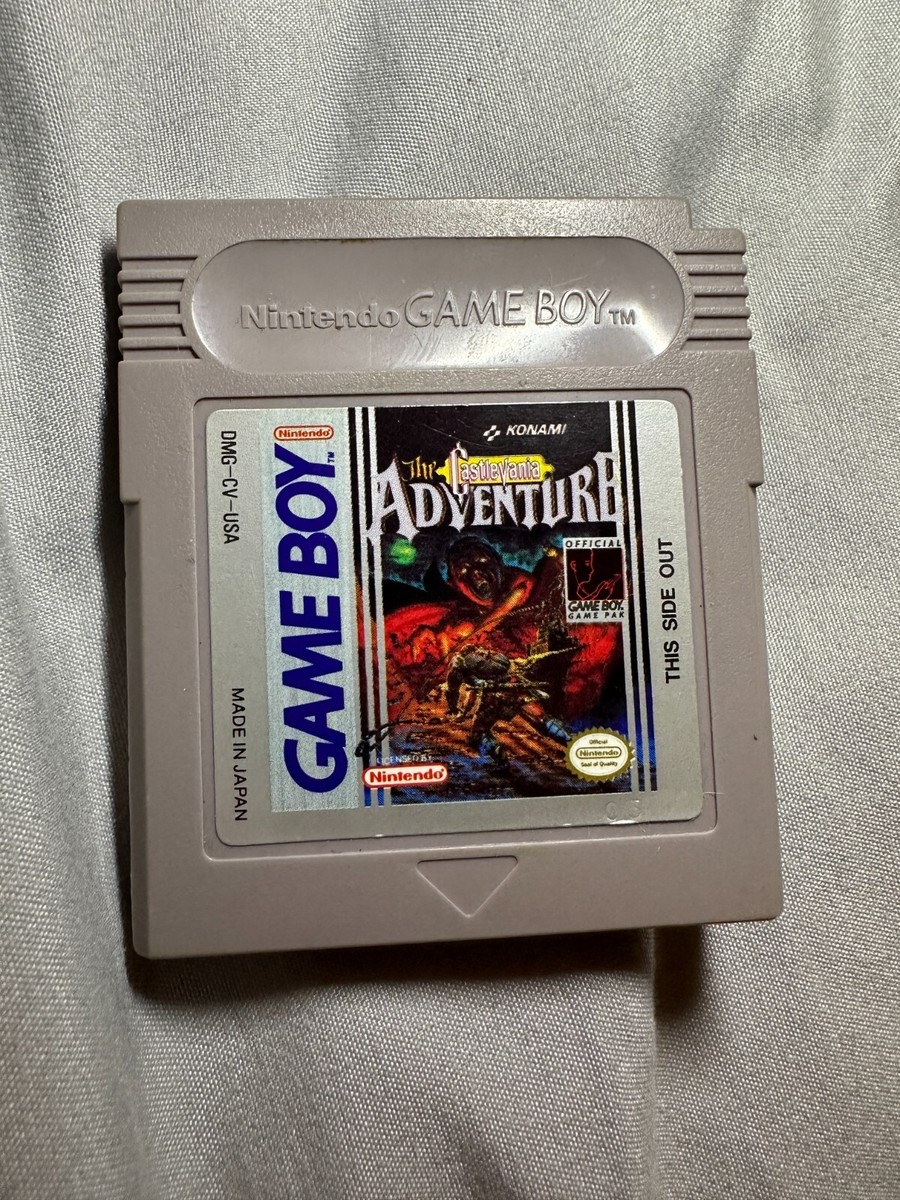 Nintendo GAME BOY™
Nintendo
GAME BOY™
DMG-CV-USA
MADE IN JAPAN
KONAMI
The Castlevania
ADVENTURE
OFFICIAL
GAME BOY
GAME PAK
THIS SIDE OUT
LICENSED BY
Nintendo
Official
Nintendo
Seal of Quality